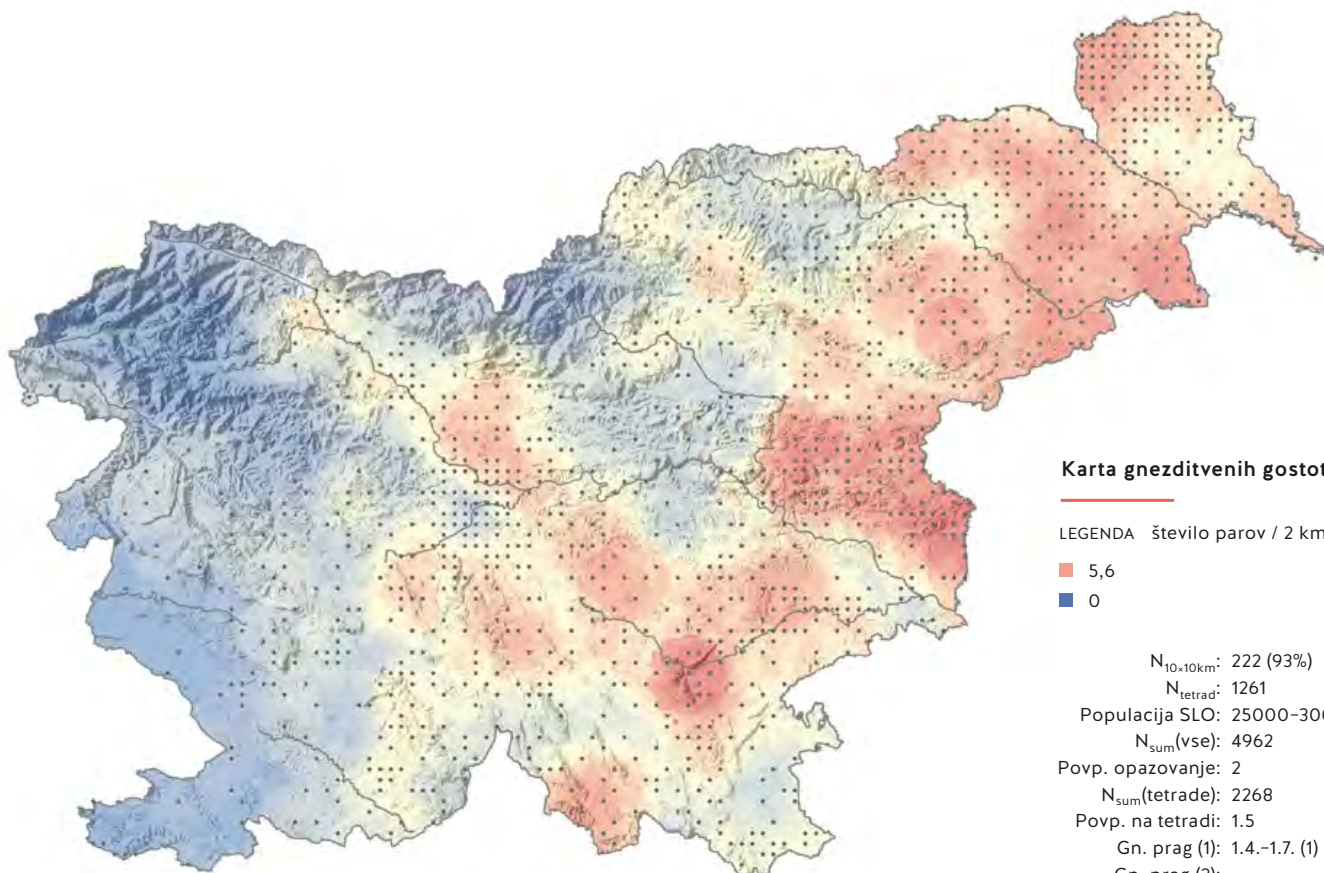 Karta gnezditvenih gostot
LEGENDA število parov / 2 km
5,6
0
N10×10km: 222 (93%)
Ntetrad: 1261
Populacija SLO: 25000–300
Nsum(vse): 4962
Povp. opazovanje: 2
Nsum(tetrade): 2268
Povp. na tetradi: 1.5
Gn. prag (1): 1.4.–1.7. (1)